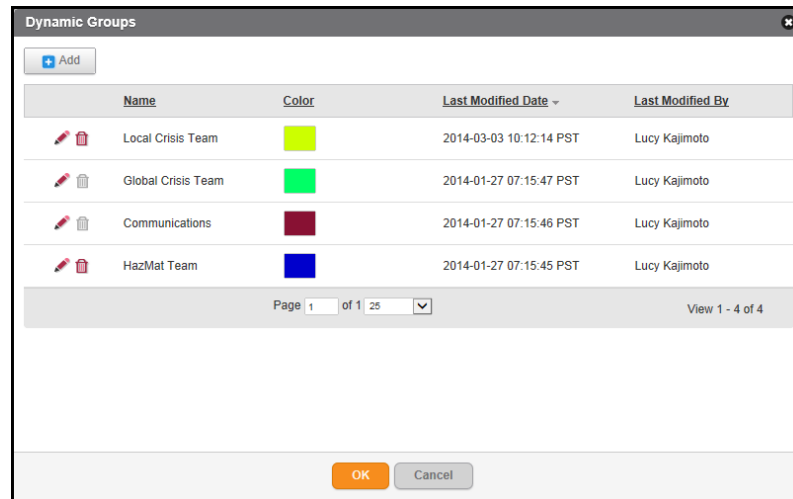 Dynamic Groups
Add
Name Color Last Modified Date Last Modified By
Local Crisis Team 2014-03-03 10:12:14 PST Lucy Kajimoto
Global Crisis Team 2014-01-27 07:15:47 PST Lucy Kajimoto
Communications 2014-01-27 07:15:46 PST Lucy Kajimoto
HazMat Team 2014-01-27 07:15:45 PST Lucy Kajimoto
Page 1 of 1 25 View 1 - 4 of 4
OK Cancel